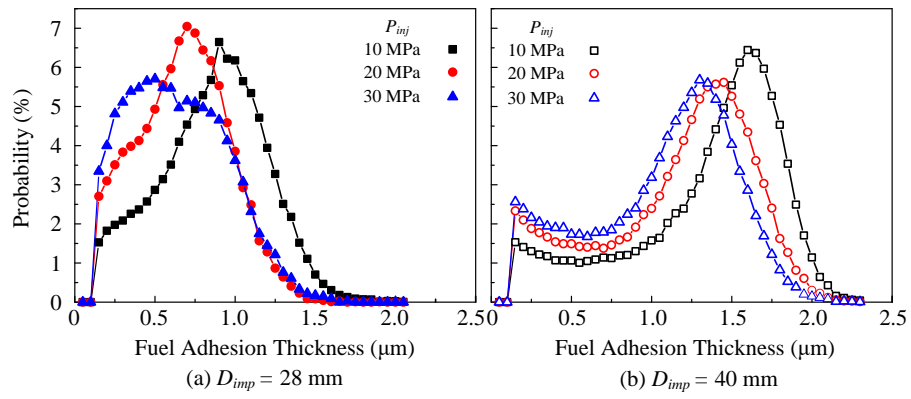 7
6
5
4
3
2
1
0
Probability (%)
P_inj
10 MPa
20 MPa
30 MPa
0 0.5 1.0 1.5 2.0 2.5
Fuel Adhesion Thickness (μm)
(a) D_imp = 28 mm
P_inj
10 MPa
20 MPa
30 MPa
0 0.5 1.0 1.5 2.0 2.5
Fuel Adhesion Thickness (μm)
(b) D_imp = 40 mm